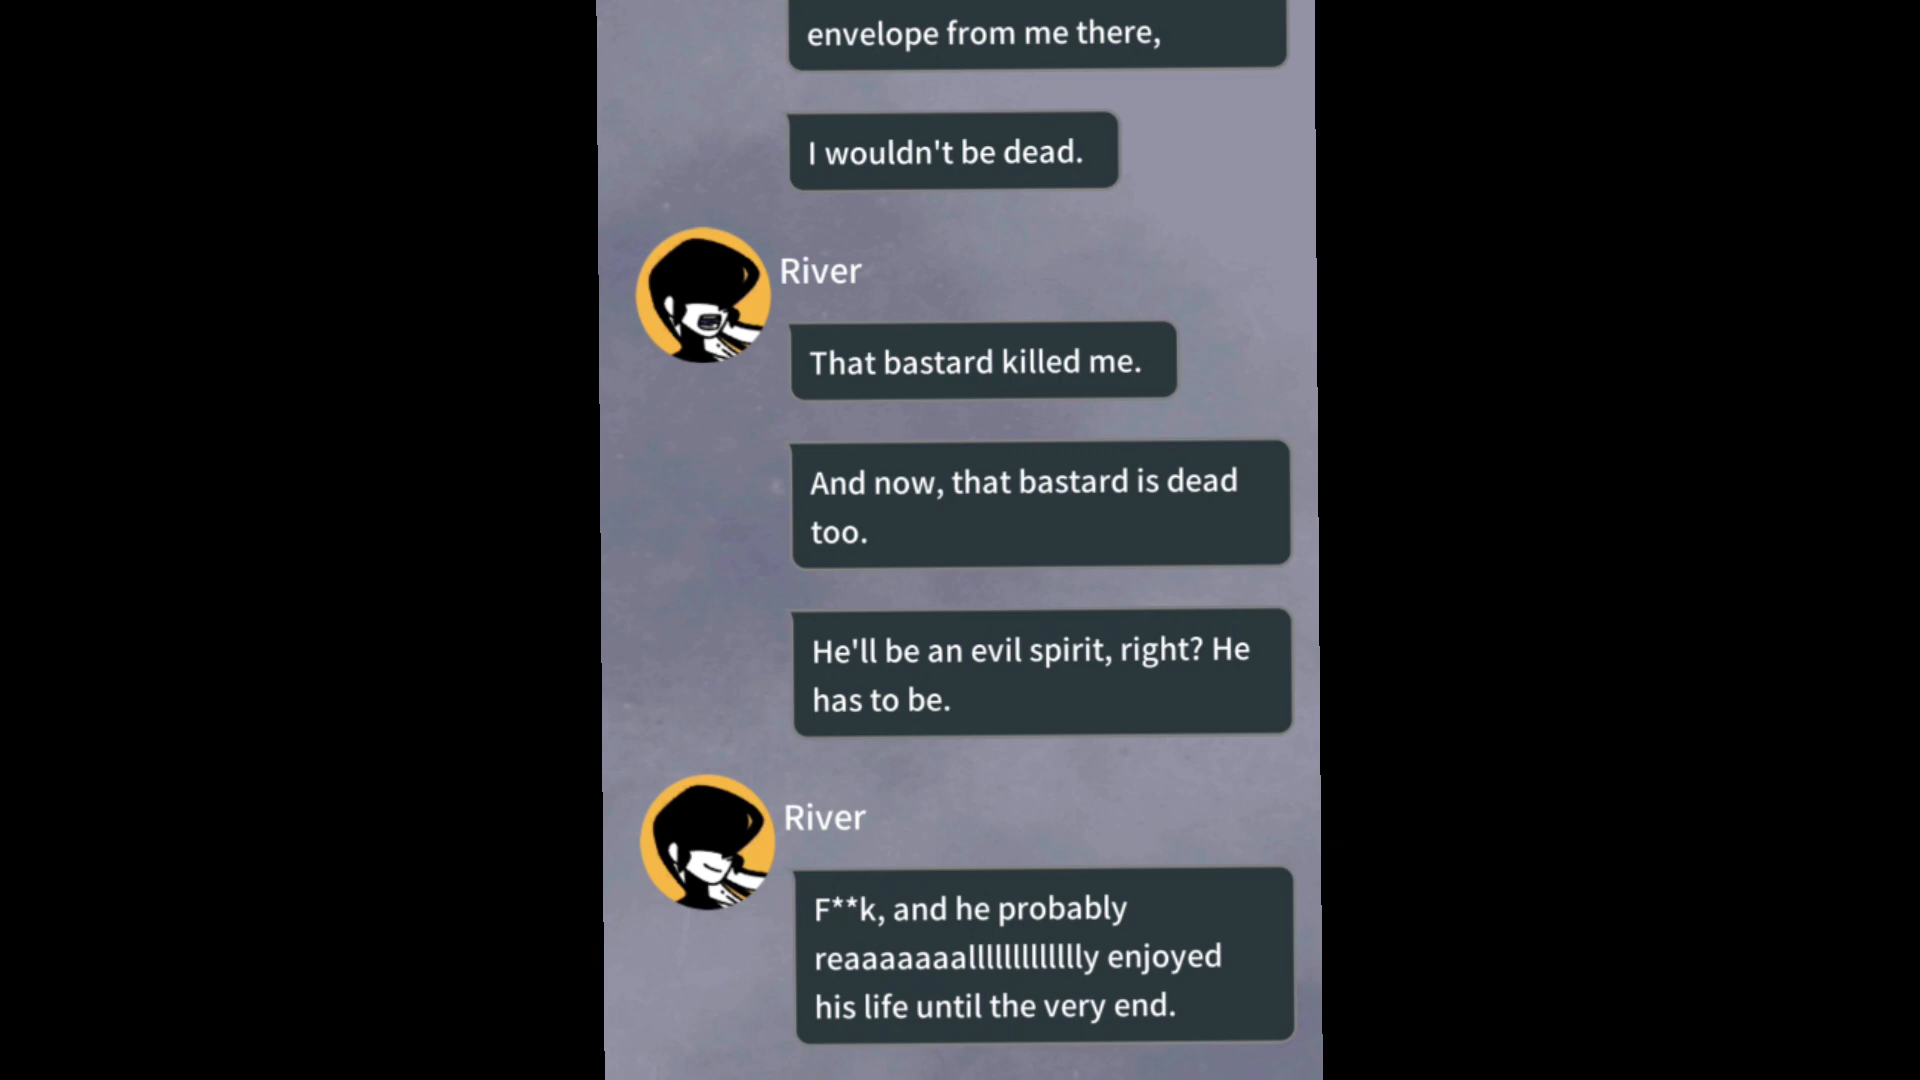 envelope from me there,
I wouldn't be dead.
River
That bastard killed me.
And now, that bastard is dead
too.
He'll be an evil spirit, right? He
has to be.
River
F**k, and he probably
reaaaaaaalllllllllllllly enjoyed
his life until the very end.